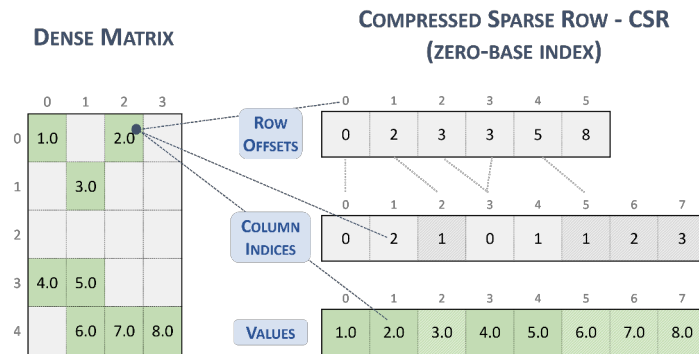 DENSE MATRIX
COMPRESSED SPARSE ROW - CSR
(ZERO-BASE INDEX)
0 1 2 3
0 1.0 2.0
1 3.0
2
3 4.0 5.0
4 6.0 7.0 8.0
ROW
OFFSETS
0 1 2 3 4 5
0 2 3 3 5 8
COLUMN
INDICES
0 1 2 3 4 5 6 7
0 2 1 0 1 1 2 3
VALUES
0 1 2 3 4 5 6 7
1.0 2.0 3.0 4.0 5.0 6.0 7.0 8.0